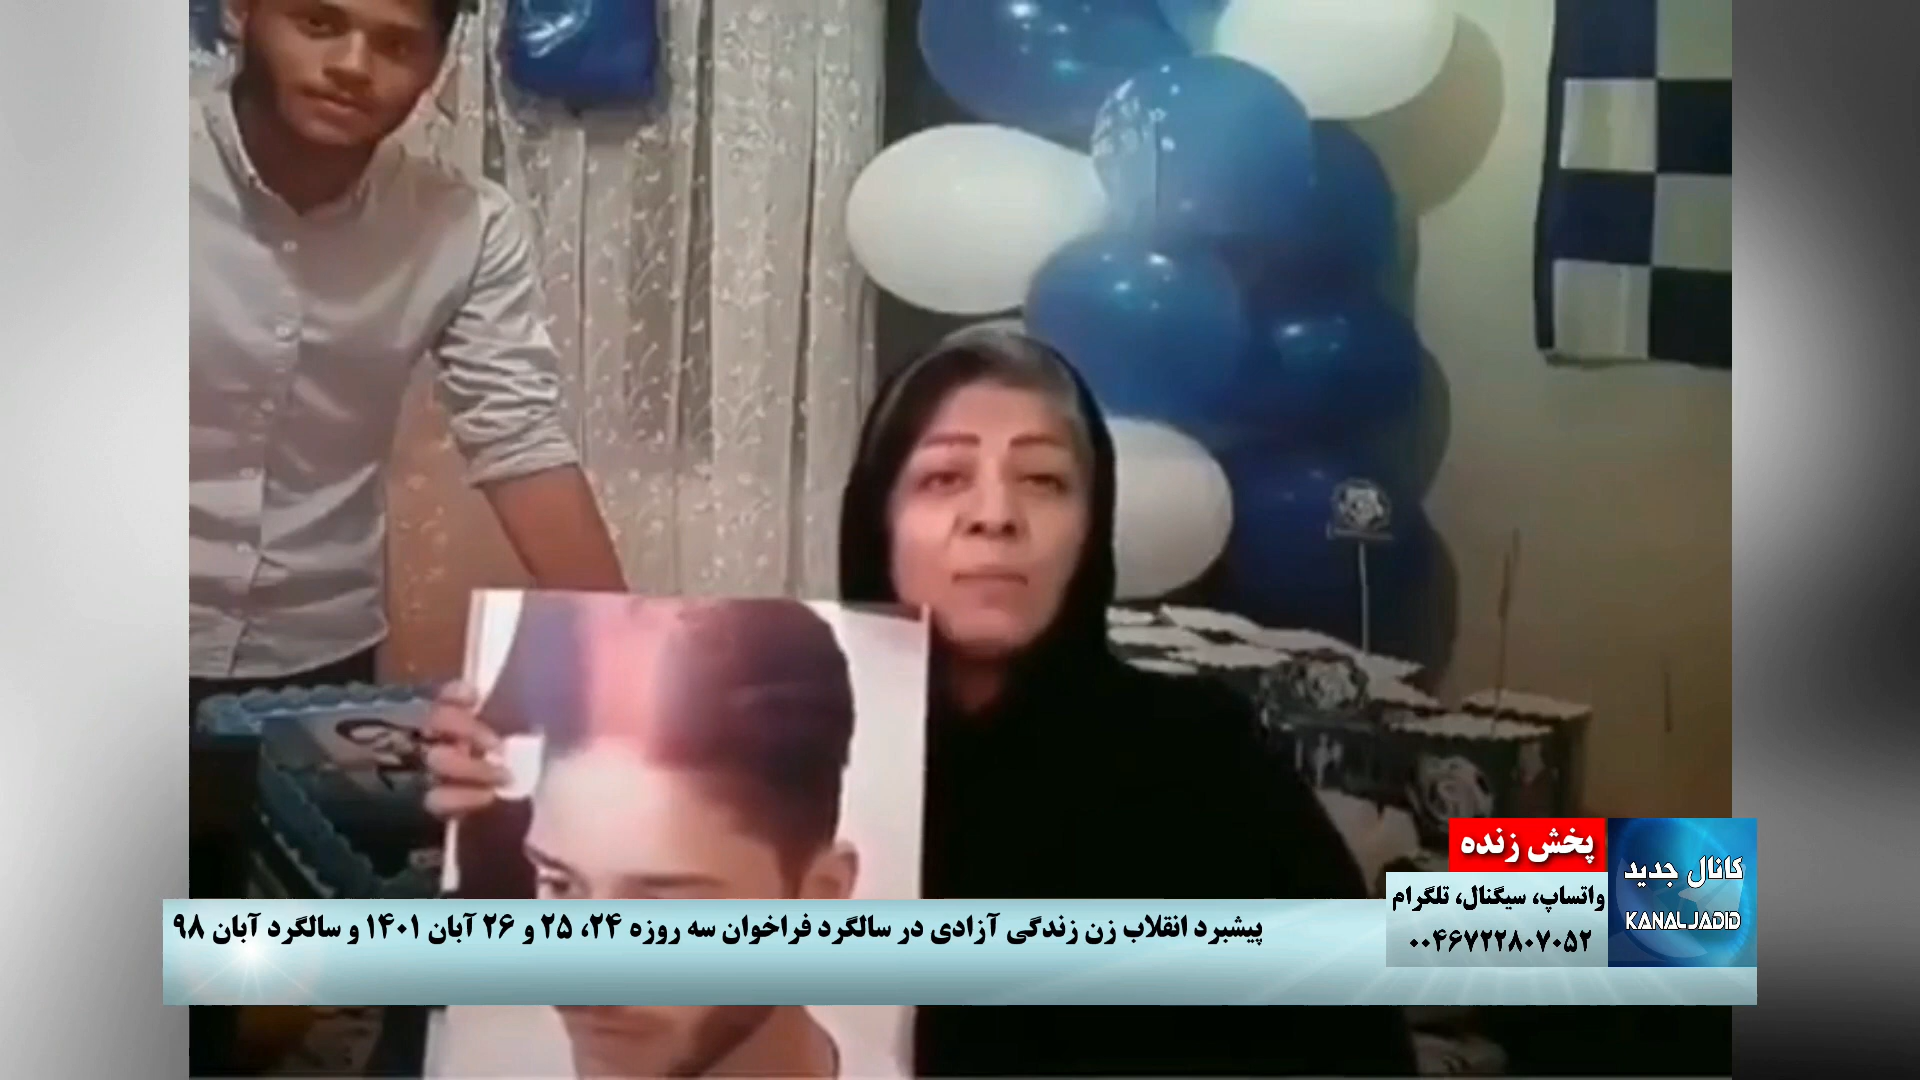 پخش زنده
کانال جدید
KANAL JADID
واتساپ، سیگنال، تلگرام
۰۰۴۶۷۲۲۸۰۷۰۵۲
پیشبرد انقلاب زن زندگی آزادی در سالگرد فراخوان سه روزه ۲۴، ۲۵ و ۲۶ آبان ۱۴۰۱ و سالگرد آبان ۹۸